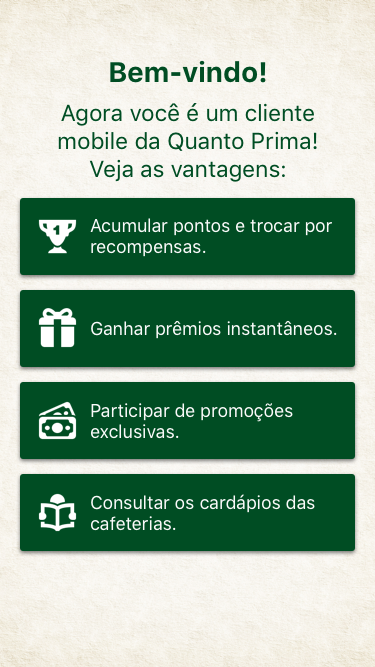 Bem-vindo!
Agora você é um cliente
mobile da Quanto Prima!
Veja as vantagens:
1
Acumular pontos e trocar por
recompensas.
Ganhar prêmios instantâneos.
Participar de promoções
exclusivas.
Consultar os cardápios das
cafeterias.